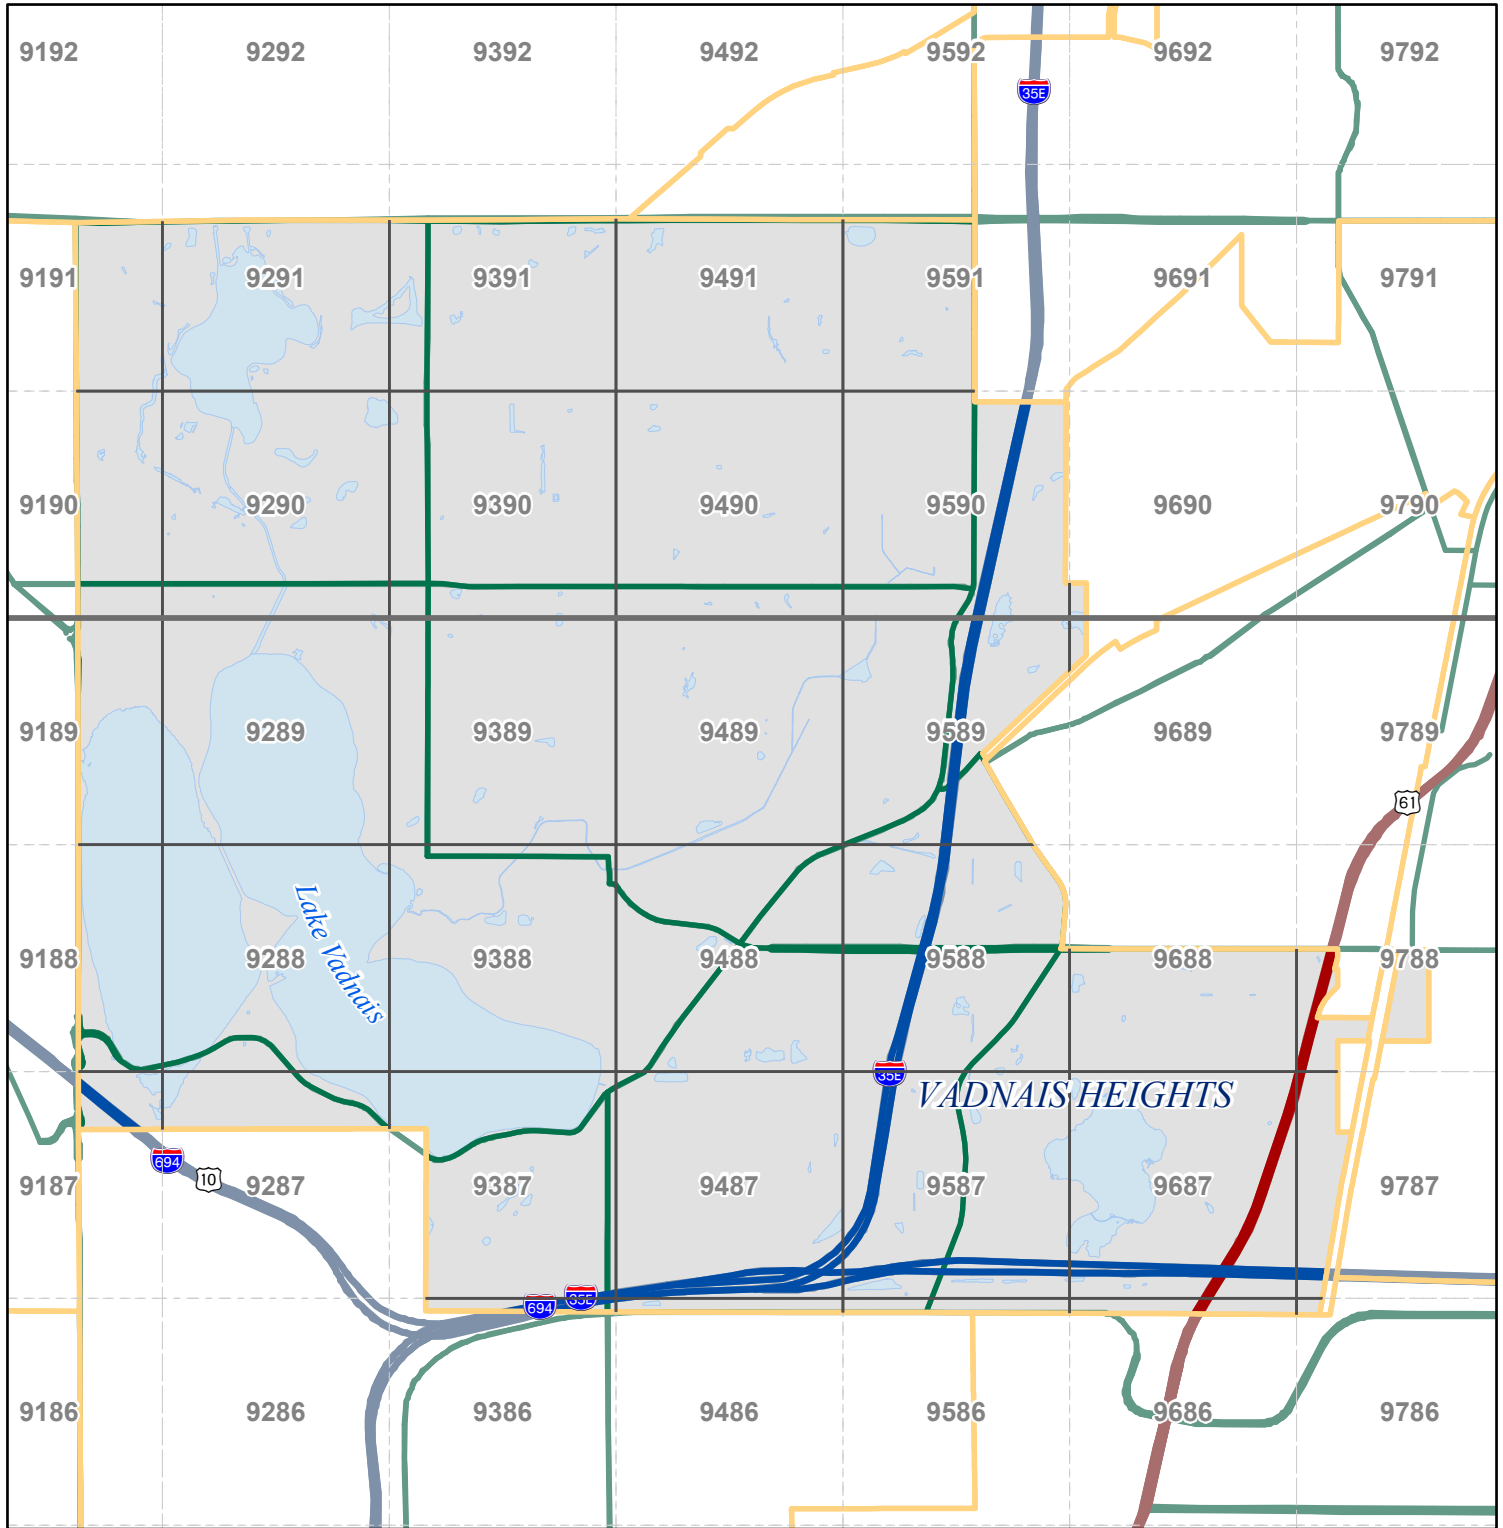 9192 9292 9392 9492 9592 9692 9792
35E
9191 9291 9391 9491 9591 9691 9791
9190 9290 9390 9490 9590 9690 9790
9189 9289 9389 9489 9589 9689 9789
61
Lake Vadnais
9188 9288 9388 9488 9588 9688 9788
35E
VADNAIS HEIGHTS
694
10
9187 9287 9387 9487 9587 9687 9787
35E
694
9186 9286 9386 9486 9586 9686 9786